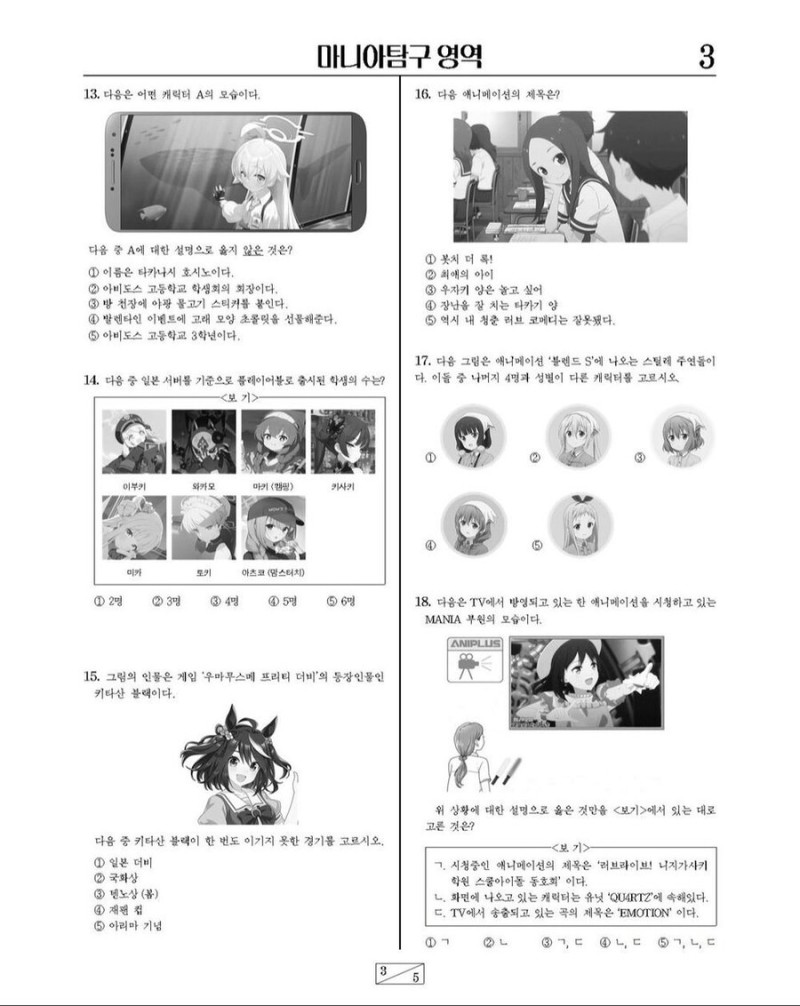 마니아탐구 영역
3
13. 다음은 어떤 캐릭터 A의 모습이다.
다음 중 A에 대한 설명으로 옳지 않은 것은?
① 이름은 타카나시 호시노이다.
② 아비도스 고등학교 학생회의 회장이다.
③ 방 천장에 야광 물고기 스티커를 붙인다.
④ 발렌타인 이벤트에 고래 모양 초콜릿을 선물해준다.
⑤ 아비도스 고등학교 3학년이다.
14. 다음 중 일본 서버를 기준으로 플레이어블로 출시된 학생의 수는?
<보 기>
이부키 와카모 마키 (캠핑) 키사키
미카 토키 아츠코 (맘스터치)
① 2명 ② 3명 ③ 4명 ④ 5명 ⑤ 6명
15. 그림의 인물은 게임 '우마무스메 프리티 더비'의 등장인물인
키타산 블랙이다.
다음 중 키타산 블랙이 한 번도 이기지 못한 경기를 고르시오.
① 일본 더비
② 국화상
③ 텐노상 (봄)
④ 재팬 컵
⑤ 아리마 기념
16. 다음 애니메이션의 제목은?
① 봇치 더 록!
② 최애의 아이
③ 우자키 양은 놀고 싶어
④ 장난을 잘 치는 타카기 양
⑤ 역시 내 청춘 러브 코메디는 잘못됐다.
17. 다음 그림은 애니메이션 '블렌드 S'에 나오는 스틸레 주연들이
다. 이들 중 나머지 4명과 성별이 다른 캐릭터를 고르시오.
① ② ③
④ ⑤
18. 다음은 TV에서 방영되고 있는 한 애니메이션을 시청하고 있는
MANIA 부원의 모습이다.
ANIPLUS
위 상황에 대한 설명으로 옳은 것만을 <보기>에서 있는 대로
고른 것은?
<보 기>
ㄱ. 시청중인 애니메이션의 제목은 '러브라이브! 니지가사키
학원 스쿨아이돌 동호회' 이다.
ㄴ. 화면에 나오고 있는 캐릭터는 유닛 'QU4RTZ'에 속해있다.
ㄷ. TV에서 송출되고 있는 곡의 제목은 'EMOTION' 이다.
① ㄱ ② ㄴ ③ ㄱ, ㄷ ④ ㄴ, ㄷ ⑤ ㄱ, ㄴ, ㄷ
3
5